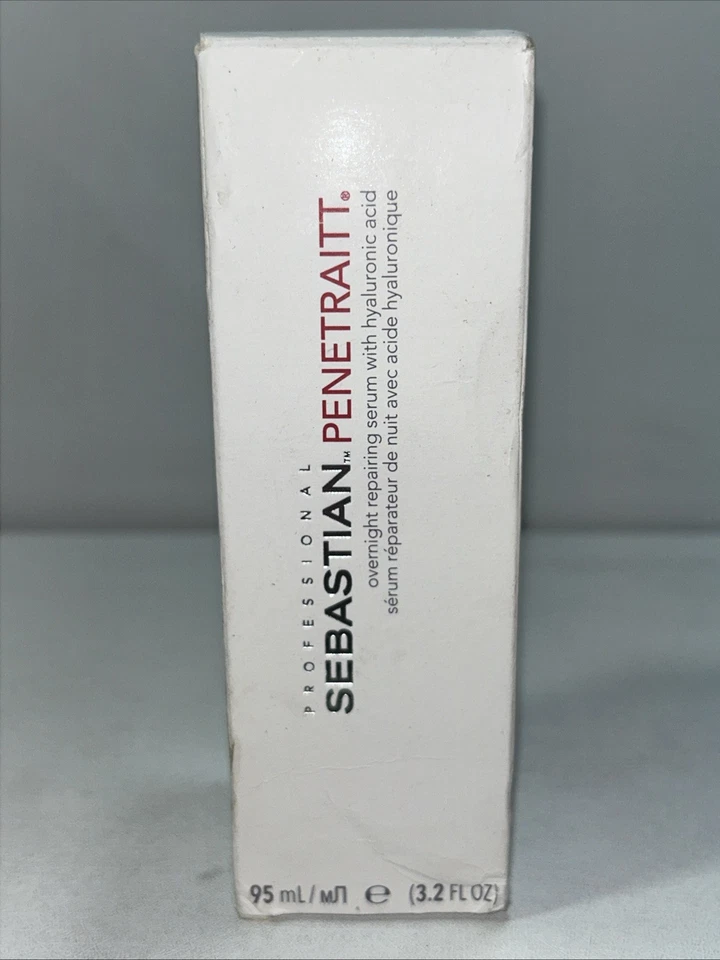 PROFESSIONAL
SEBASTIAN™ PENETRAITT®
overnight repairing serum with hyaluronic acid
sérum réparateur de nuit avec acide hyaluronique
95 mL / мл ℮ (3.2 FL OZ)